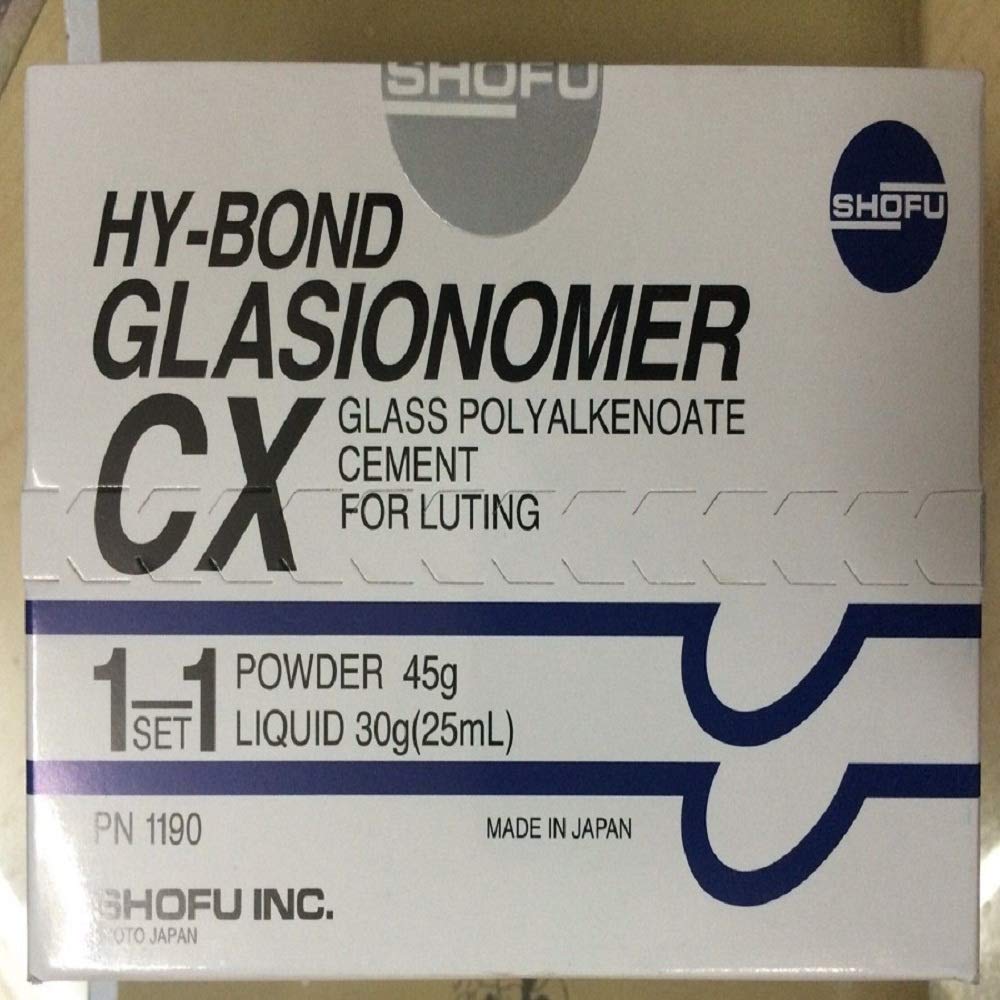 SHOFU
SHOFU
HY-BOND
GLASIONOMER
CX
GLASS POLYALKENOATE
CEMENT
FOR LUTING
1-1
SET
POWDER 45g
LIQUID 30g(25mL)
PN 1190
MADE IN JAPAN
SHOFU INC.
JAPAN